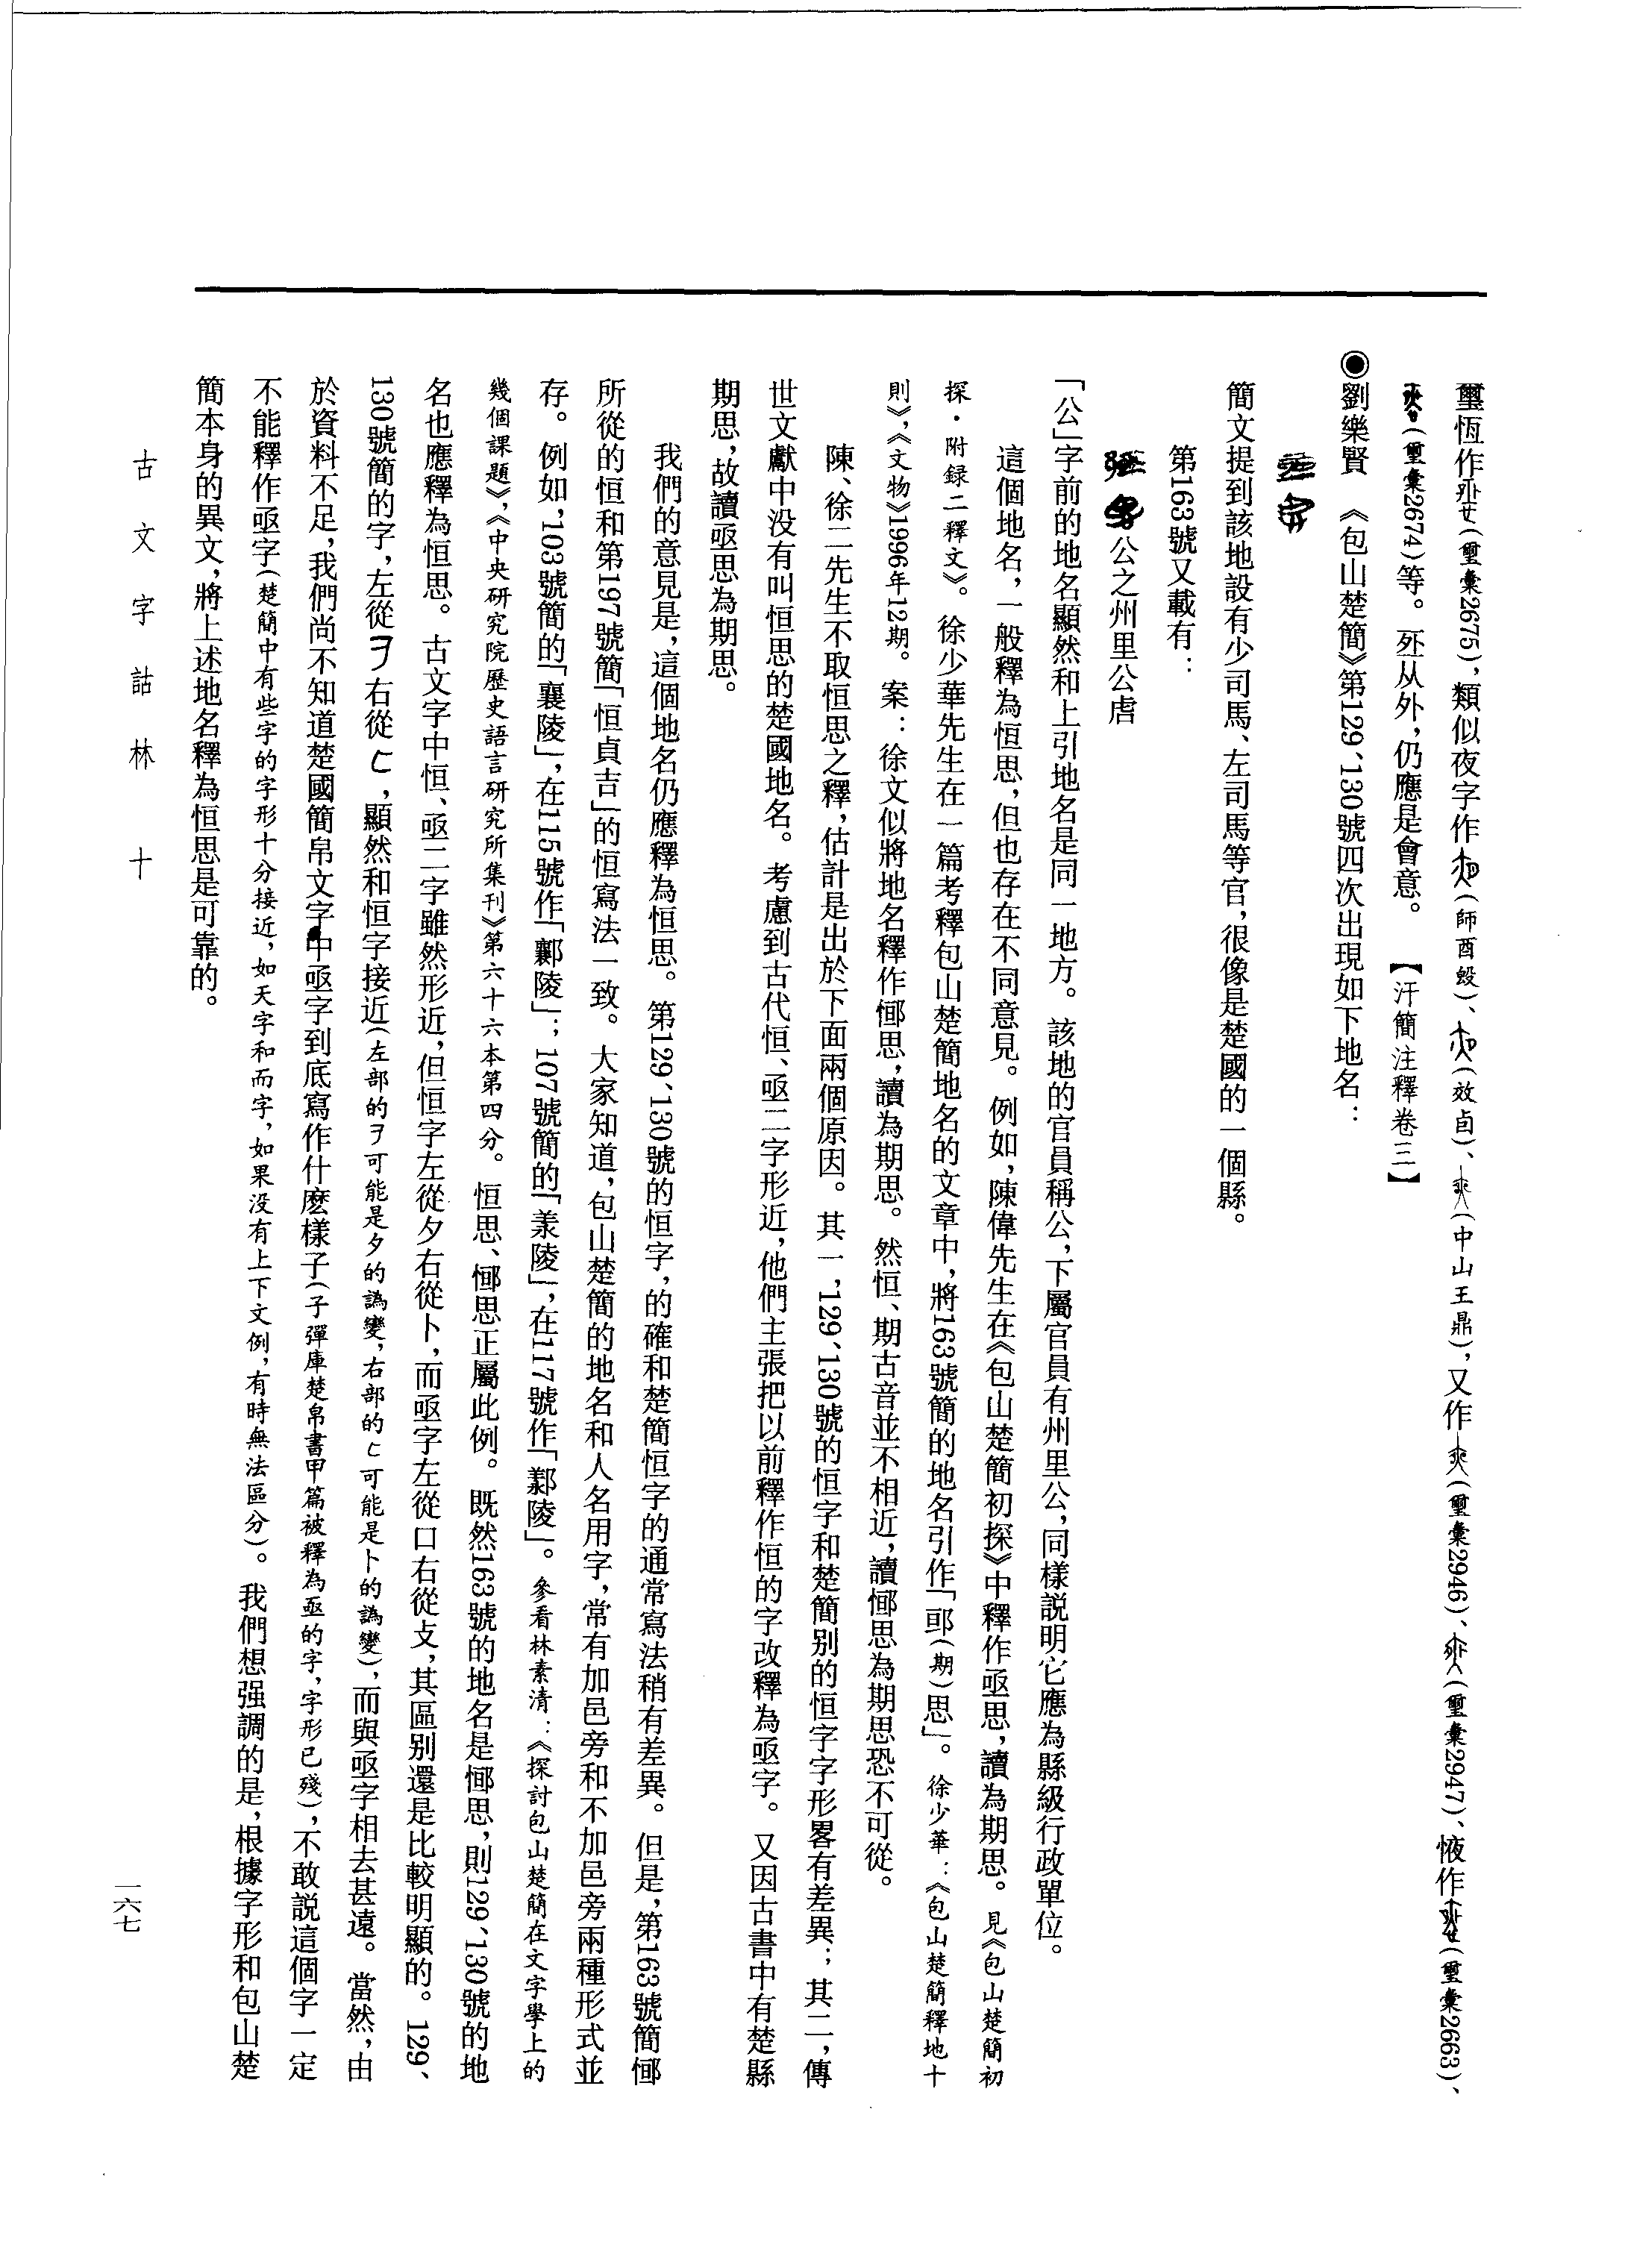 璽恆作(璽彙2675)，類似夜字作(師酉𣪘)、(效卣)、(中山王鼎)，又作(璽彙2946)、(璽彙2947)、㤕作(璽彙2663)、
(璽彙2674)等。死从外，仍應是會意。【汗簡注釋卷三】
◉劉樂賢　《包山楚簡》第129、130號四次出現如下地名：
簡文提到該地設有少司馬、左司馬等官，很像是楚國的一個縣。
第163號又載有：
公之州里公虐
「公」字前的地名顯然和上引地名是同一地方。該地的官員稱公，下屬官員有州里公，同樣説明它應為縣級行政單位。
這個地名，一般釋為恒思，但也存在不同意見。例如，陳偉先生在《包山楚簡初探》中釋作亟思，讀為期思。見《包山楚簡初
探·附録二釋文》。徐少華先生在一篇考釋包山楚簡地名的文章中，將163號簡的地名引作「郖(期)思」。徐少華：《包山楚簡釋地十
則》，《文物》1996年12期。案：徐文似將地名釋作思，讀為期思。然恒、期古音並不相近，讀思為期思恐不可從。
陳、徐二先生不取恒思之釋，估計是出於下面兩個原因。其一，129、130號的恒字和楚簡别的恒字字形畧有差異；其二，傳
世文獻中没有叫恒思的楚國地名。考慮到古代恒、亟二字形近，他們主張把以前釋作恒的字改釋為亟字。又因古書中有楚縣
期思，故讀亟思為期思。
我們的意見是，這個地名仍應釋為恒思。第129、130號的恒字，的確和楚簡恒字的通常寫法稍有差異。但是，第163號簡
所從的恒和第197號簡「恒貞吉」的恒寫法一致。大家知道，包山楚簡的地名和人名用字，常有加邑旁和不加邑旁兩種形式並
存。例如，103號簡的「襄陵」，在115號作「鄴陵」；107號簡的「羕陵」，在117號作「陵」。參看林素清：《探討包山楚簡在文字學上的
幾個課題》，《中央研究院歷史語言研究所集刊》第六十六本第四分。恒思、思正屬此例。既然163號的地名是思，則129、130號的地
名也應釋為恒思。古文字中恒、亟二字雖然形近，但恒字左從夕右從卜，而亟字左從口右從攴，其區别還是比較明顯的。129、
130號簡的字，左從右從，顯然和恒字接近(左部的可能是夕的譌變，右部的可能是卜的譌變)，而與亟字相去甚遠。當然，由
於資料不足，我們尚不知道楚國簡帛文字中亟字到底寫作什麽樣子(子彈庫楚帛書甲篇被釋為亟的字，字形已殘)，不敢説這個字一定
不能釋作亟字(楚簡中有些字的字形十分接近，如天字和而字，如果没有上下文例，有時無法區分)。我們想强調的是，根據字形和包山楚
簡本身的異文，將上述地名釋為恒思是可靠的。
古文字詁林　十
一六七